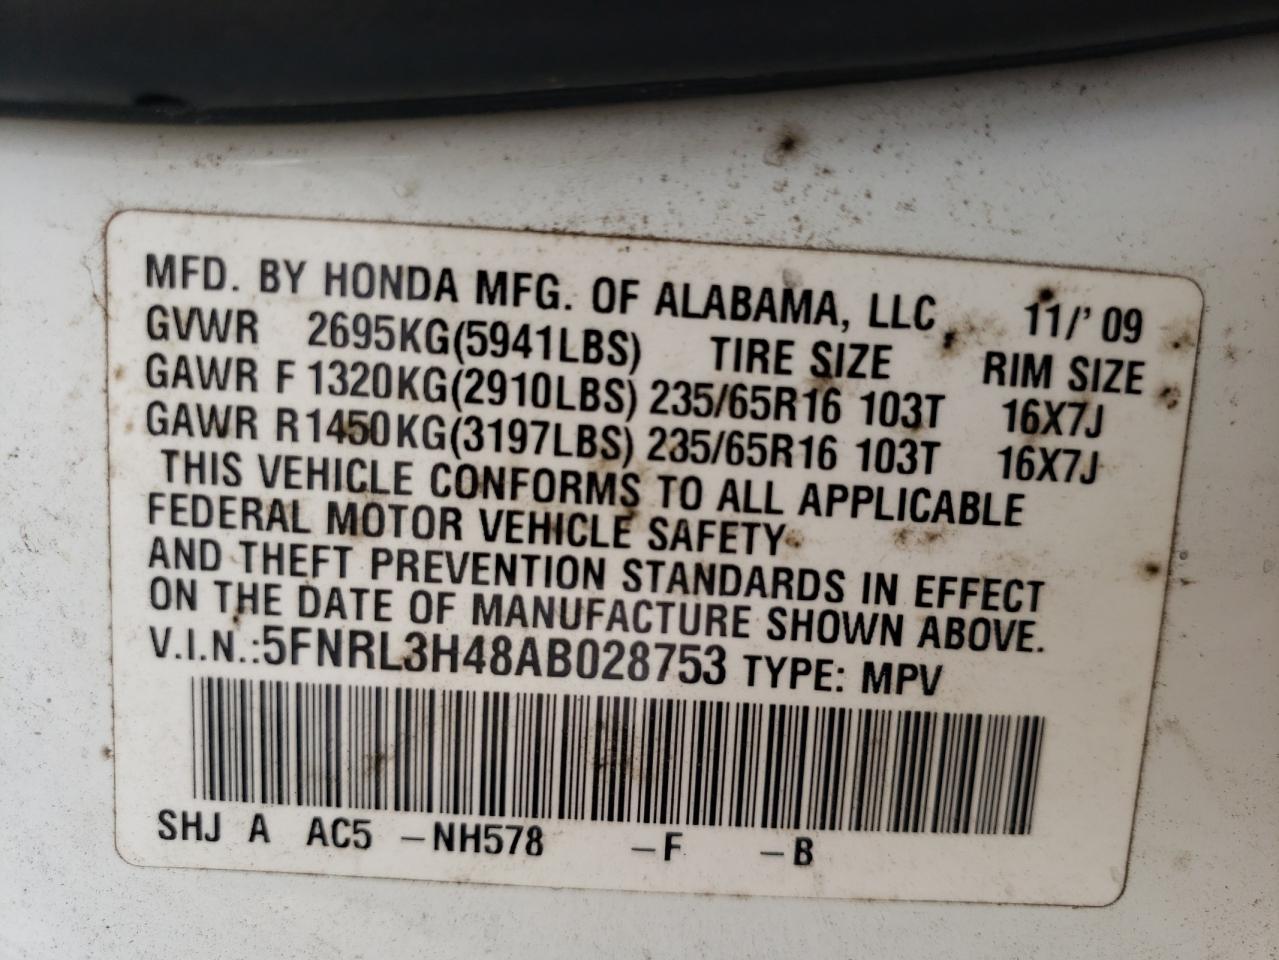 MFD. BY HONDA MFG. OF ALABAMA, LLC, 11/' 09
GVWR 2695KG(5941LBS) TIRE SIZE RIM SIZE
GAWR F 1320KG(2910LBS) 235/65R16 103T 16X7J
GAWR R 1450KG(3197LBS) 235/65R16 103T 16X7J
THIS VEHICLE CONFORMS TO ALL APPLICABLE
FEDERAL MOTOR VEHICLE SAFETY
AND THEFT PREVENTION STANDARDS IN EFFECT
ON THE DATE OF MANUFACTURE SHOWN ABOVE.
V.I.N.:5FNRL3H48AB028753 TYPE: MPV
SHJ A AC5 –NH578 –F –B